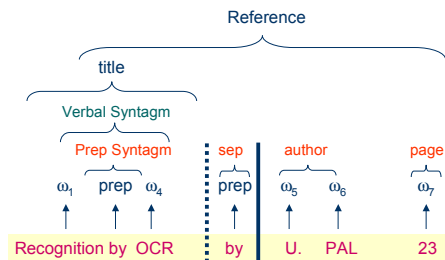 Reference
title
Verbal Syntagm
Prep Syntagm sep author page
ω1 prep ω4 prep ω5 ω6 ω7
Recognition by OCR by U. PAL 23